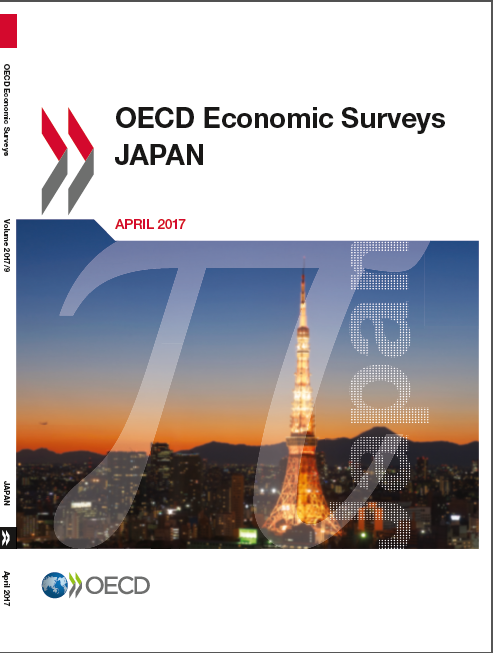 OECD Economic Surveys
Volume 2017/9
JAPAN
April 2017
OECD Economic Surveys
JAPAN
APRIL 2017
π
Japan
OECD